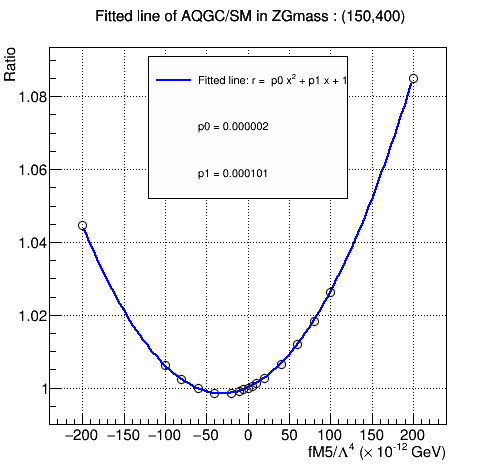 Fitted line of AQGC/SM in ZGmass : (150,400)
Ratio
Fitted line: r = p0 x² + p1 x + 1
p0 = 0.000002
p1 = 0.000101
1.08
1.06
1.04
1.02
1
−200 −150 −100 −50 0 50 100 150 200
fM5/Λ⁴ (× 10⁻¹² GeV)